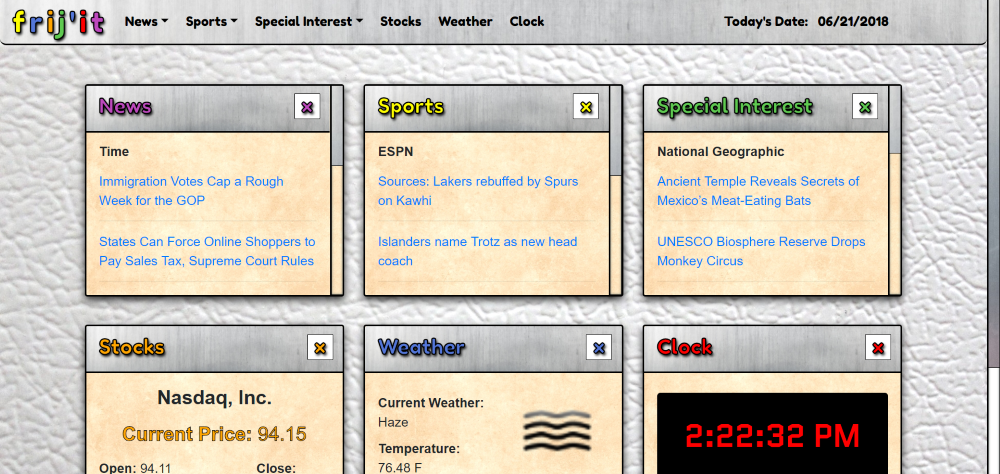 frij'it News Sports Special Interest Stocks Weather Clock Today's Date: 06/21/2018
News
Time
Immigration Votes Cap a Rough
Week for the GOP
States Can Force Online Shoppers to
Pay Sales Tax, Supreme Court Rules
Sports
ESPN
Sources: Lakers rebuffed by Spurs
on Kawhi
Islanders name Trotz as new head
coach
Special Interest
National Geographic
Ancient Temple Reveals Secrets of
Mexico's Meat-Eating Bats
UNESCO Biosphere Reserve Drops
Monkey Circus
Stocks
Nasdaq, Inc.
Current Price: 94.15
Open: 94.11 Close:
Weather
Current Weather:
Haze
Temperature:
76.48 F
Clock
2:22:32 PM